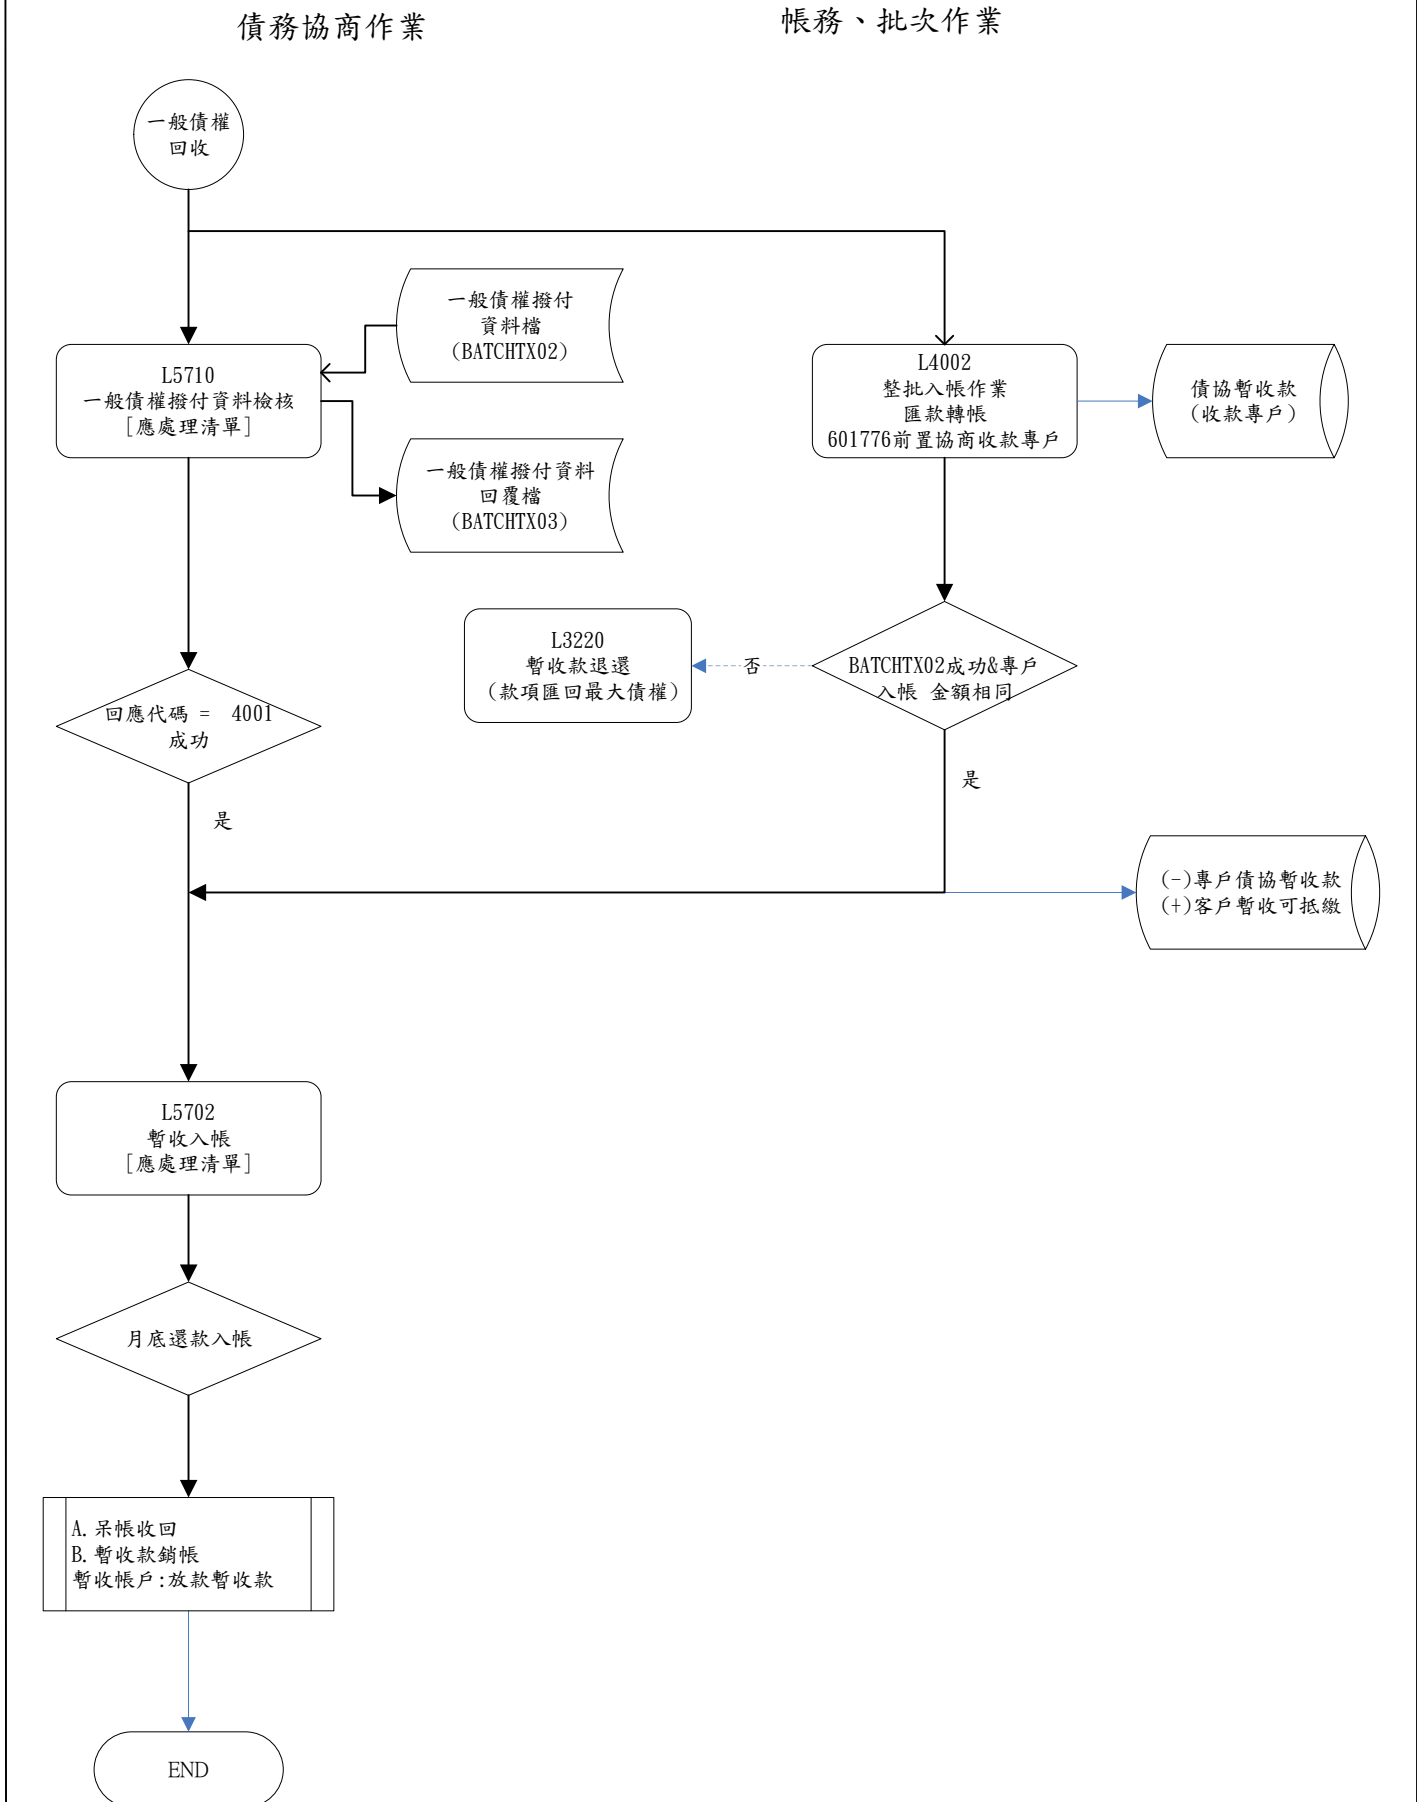 債務協商作業
帳務、批次作業
一般債權
回收
一般債權撥付
資料檔
(BATCHTX02)
L5710
一般債權撥付資料檢核
[應處理清單]
L4002
整批入帳作業
匯款轉帳
601776前置協商收款專戶
債協暫收款
(收款專戶)
一般債權撥付資料
回覆檔
(BATCHTX03)
L3220
暫收款退還
(款項匯回最大債權)
否
BATCHTX02成功&專戶
入帳 金額相同
回應代碼 = 4001
成功
是
是
(-)專戶債協暫收款
(+)客戶暫收可抵繳
L5702
暫收入帳
[應處理清單]
月底還款入帳
A.呆帳收回
B.暫收款銷帳
暫收帳戶:放款暫收款
END